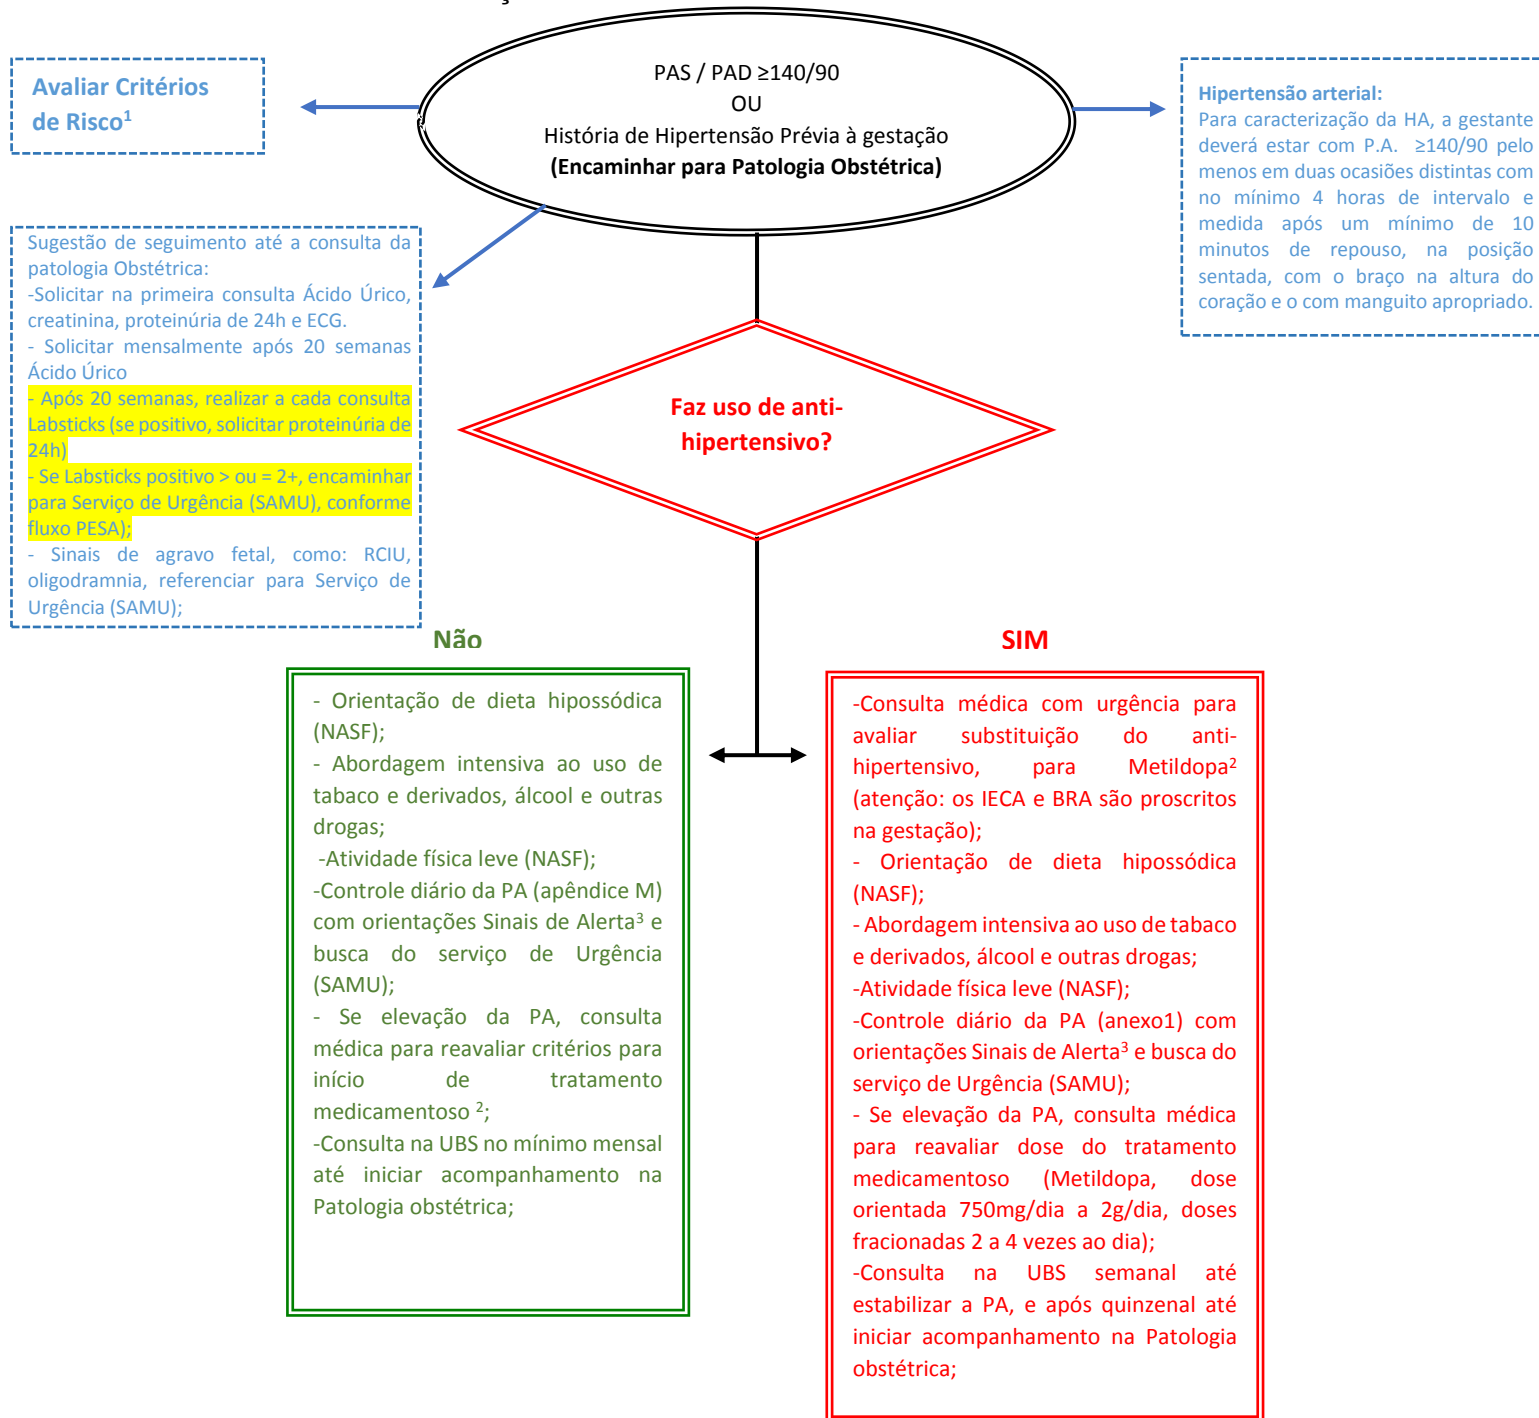 PAS / PAD ≥140/90
OU
História de Hipertensão Prévia à gestação
(Encaminhar para Patologia Obstétrica)
Avaliar Critérios
de Risco¹
Hipertensão arterial:
Para caracterização da HA, a gestante
deverá estar com P.A. ≥140/90 pelo
menos em duas ocasiões distintas com
no mínimo 4 horas de intervalo e
medida após um mínimo de 10
minutos de repouso, na posição
sentada, com o braço na altura do
coração e o com manguito apropriado.
Sugestão de seguimento até a consulta da
patologia Obstétrica:
-Solicitar na primeira consulta Ácido Úrico,
creatinina, proteinúria de 24h e ECG.
- Solicitar mensalmente após 20 semanas
Ácido Úrico
- Após 20 semanas, realizar a cada consulta
Labsticks (se positivo, solicitar proteinúria de
24h)
- Se Labsticks positivo > ou = 2+, encaminhar
para Serviço de Urgência (SAMU), conforme
fluxo PESA);
- Sinais de agravo fetal, como: RCIU,
oligodramnia, referenciar para Serviço de
Urgência (SAMU);
Faz uso de anti-
hipertensivo?
Não
- Orientação de dieta hipossódica
(NASF);
- Abordagem intensiva ao uso de
tabaco e derivados, álcool e outras
drogas;
-Atividade física leve (NASF);
-Controle diário da PA (apêndice M)
com orientações Sinais de Alerta³ e
busca do serviço de Urgência
(SAMU);
- Se elevação da PA, consulta
médica para reavaliar critérios para
início de tratamento
medicamentoso ²;
-Consulta na UBS no mínimo mensal
até iniciar acompanhamento na
Patologia obstétrica;
SIM
-Consulta médica com urgência para
avaliar substituição do anti-
hipertensivo, para Metildopa²
(atenção: os IECA e BRA são proscritos
na gestação);
- Orientação de dieta hipossódica
(NASF);
- Abordagem intensiva ao uso de tabaco
e derivados, álcool e outras drogas;
-Atividade física leve (NASF);
-Controle diário da PA (anexo1) com
orientações Sinais de Alerta³ e busca do
serviço de Urgência (SAMU);
- Se elevação da PA, consulta médica
para reavaliar dose do tratamento
medicamentoso (Metildopa, dose
orientada 750mg/dia a 2g/dia, doses
fracionadas 2 a 4 vezes ao dia);
-Consulta na UBS semanal até
estabilizar a PA, e após quinzenal até
iniciar acompanhamento na Patologia
obstétrica;